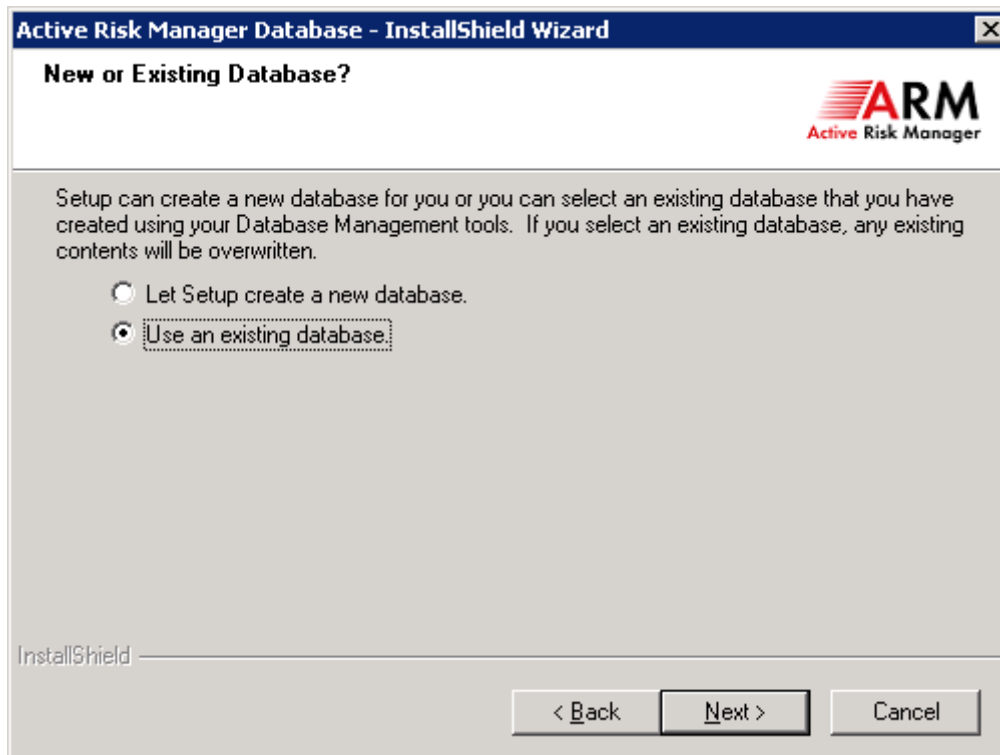 Active Risk Manager Database - InstallShield Wizard
New or Existing Database?
ARM
Active Risk Manager
Setup can create a new database for you or you can select an existing database that you have
created using your Database Management tools.  If you select an existing database, any existing
contents will be overwritten.
Let Setup create a new database.
Use an existing database.
InstallShield
< Back
Next >
Cancel